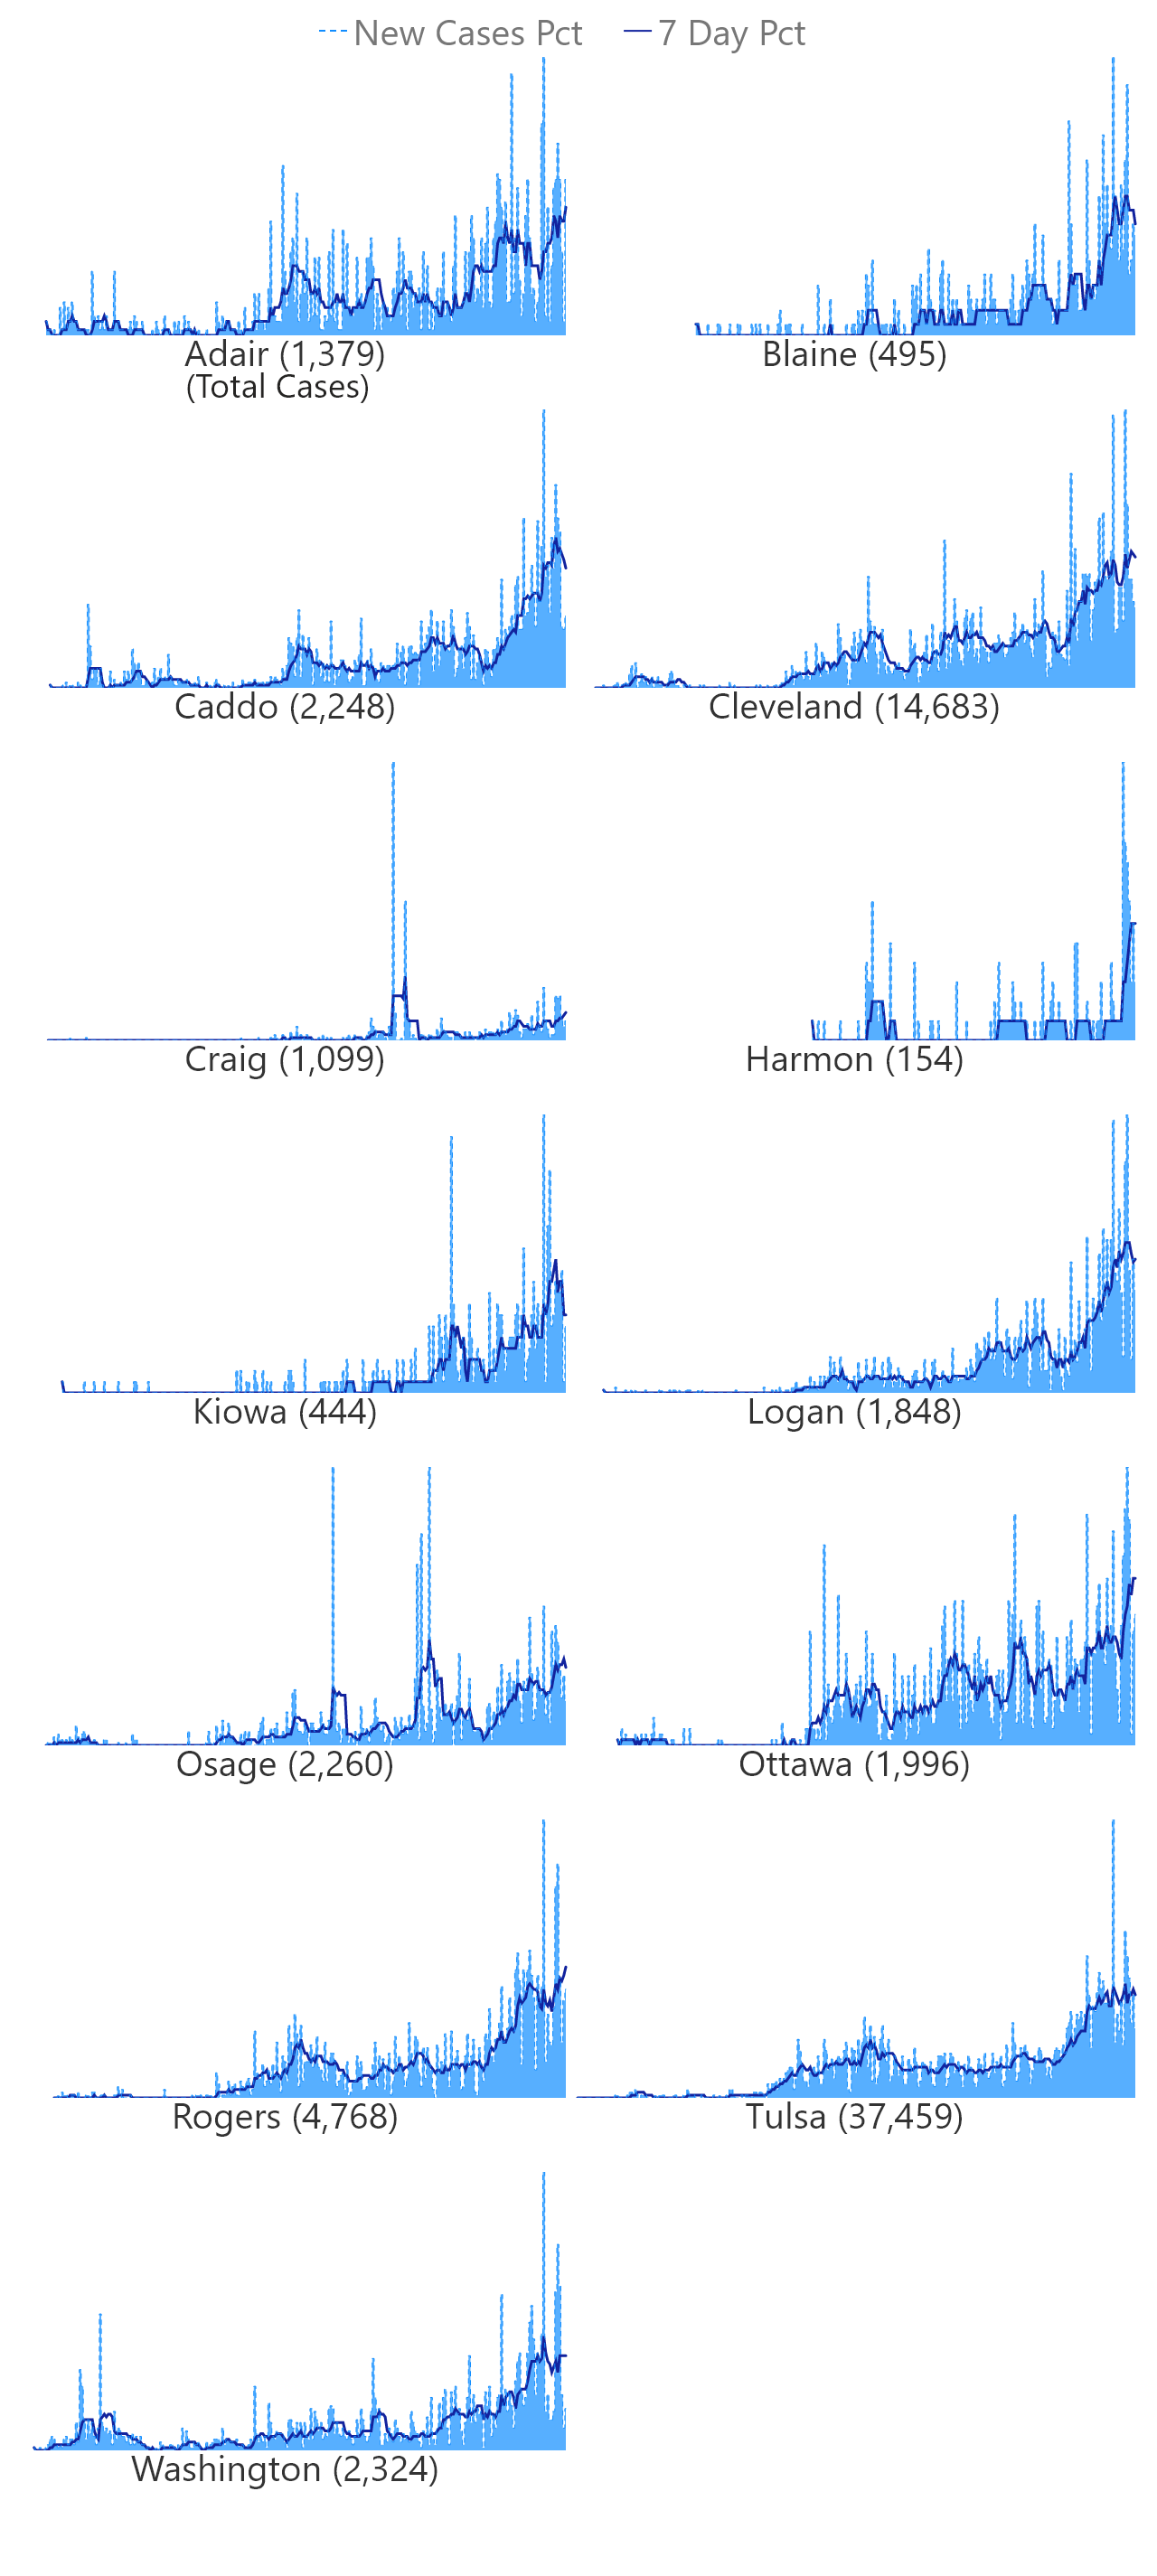 New Cases Pct 7 Day Pct
Adair (1,379) Blaine (495)
(Total Cases)
Caddo (2,248) Cleveland (14,683)
Craig (1,099) Harmon (154)
Kiowa (444) Logan (1,848)
Osage (2,260) Ottawa (1,996)
Rogers (4,768) Tulsa (37,459)
Washington (2,324)